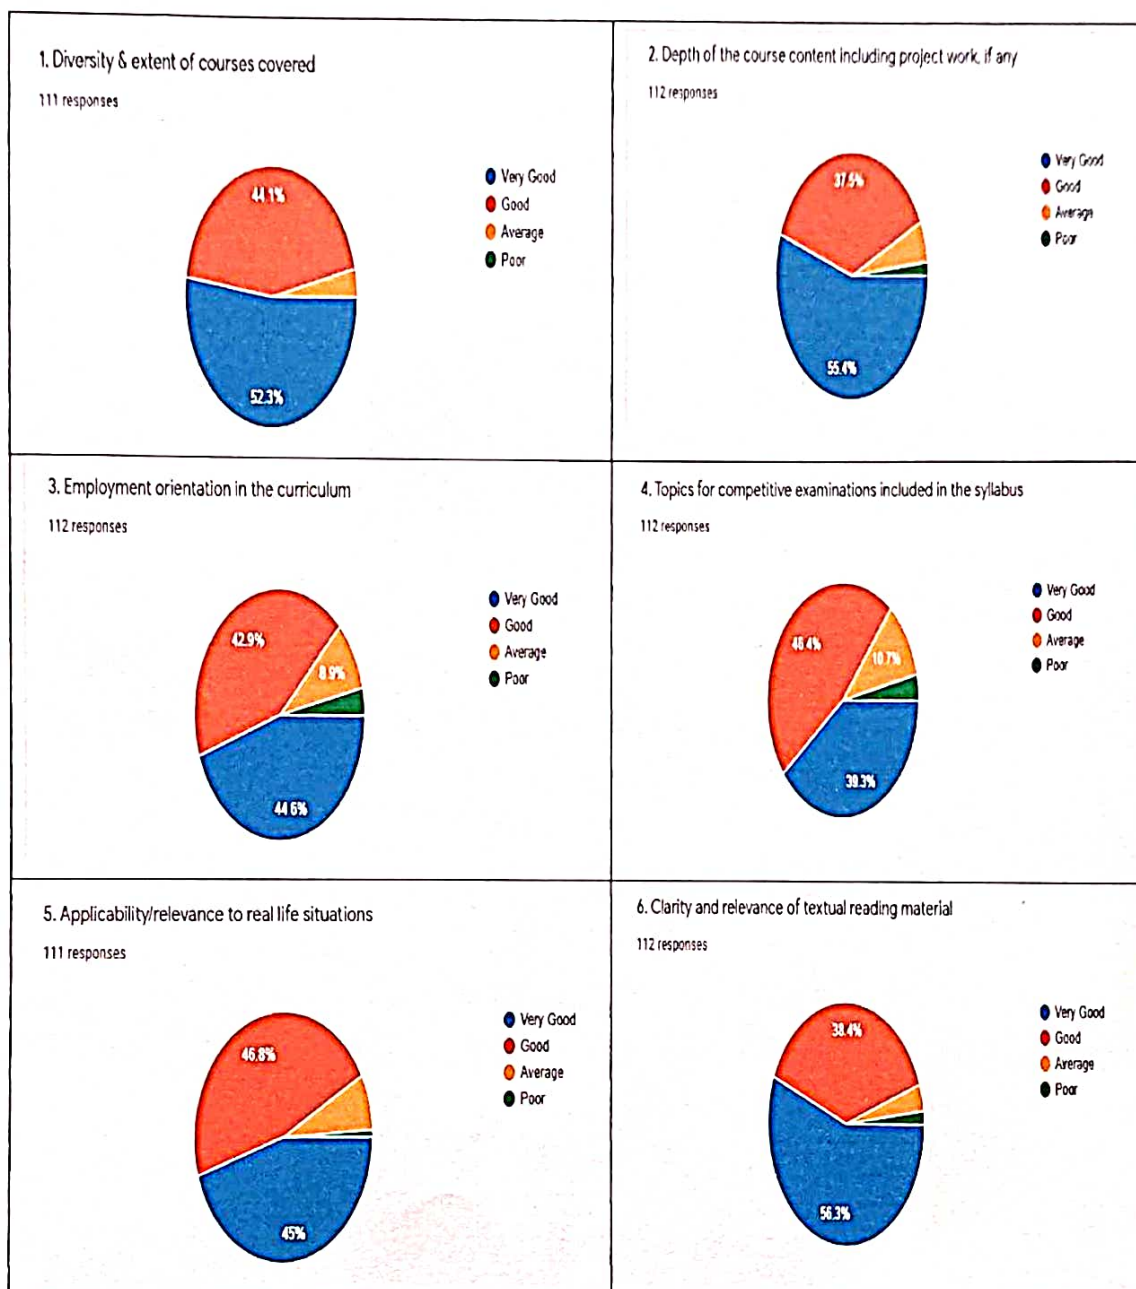 1. Diversity & extent of courses covered
111 responses
44.1%
52.3%
Very Good
Good
Average
Poor
2. Depth of the course content including project work, if any
112 responses
37.5%
55.4%
Very Good
Good
Average
Poor
3. Employment orientation in the curriculum
112 responses
42.9%
8.9%
44.6%
Very Good
Good
Average
Poor
4. Topics for competitive examinations included in the syllabus
112 responses
46.4%
10.7%
39.3%
Very Good
Good
Average
Poor
5. Applicability/relevance to real life situations
111 responses
46.8%
45%
Very Good
Good
Average
Poor
6. Clarity and relevance of textual reading material
112 responses
38.4%
56.3%
Very Good
Good
Average
Poor